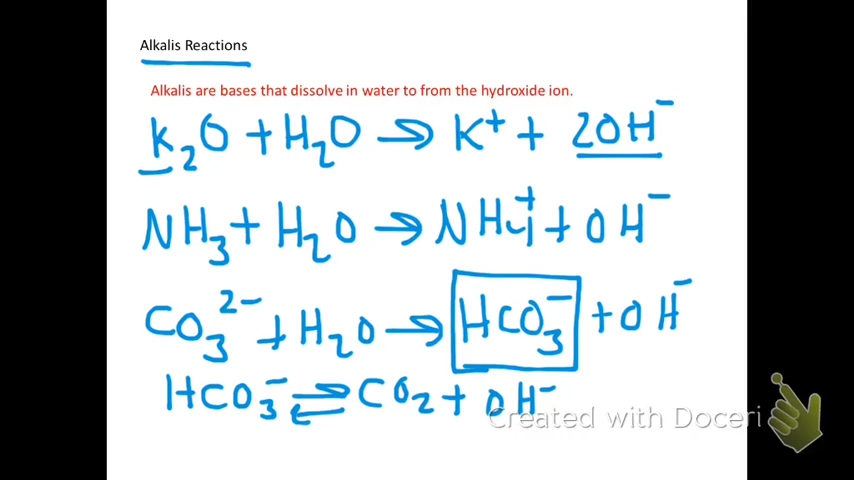 Alkalis Reactions
Alkalis are bases that dissolve in water to from the hydroxide ion.
K₂O + H₂O → K⁺ + 2OH⁻
NH₃ + H₂O → NH₄⁺ + OH⁻
CO₃²⁻ + H₂O → HCO₃⁻ + OH⁻
HCO₃⁻ ⇌ CO₂ + OH⁻
Created with Doceri